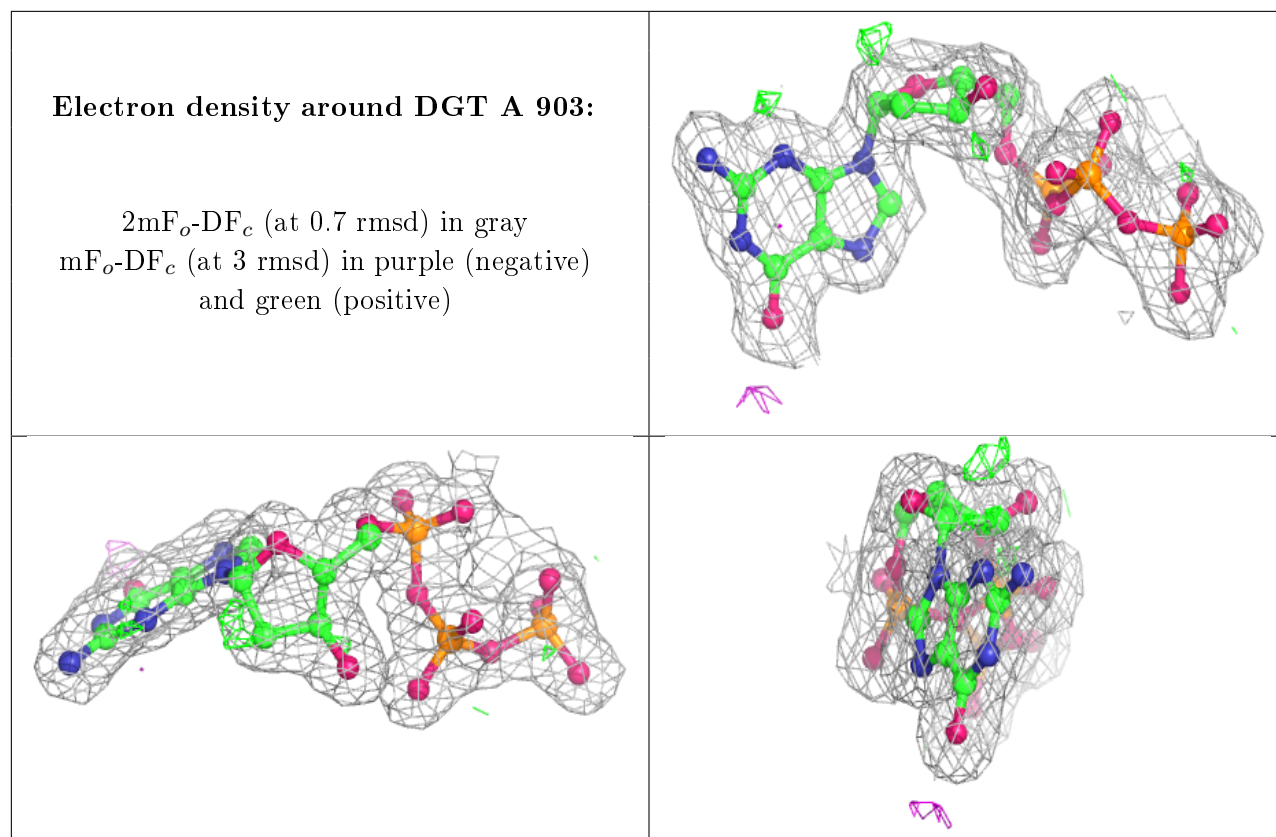 Electron density around DGT A 903:
2mFₒ-DF𝒸 (at 0.7 rmsd) in gray
mFₒ-DF𝒸 (at 3 rmsd) in purple (negative)
and green (positive)